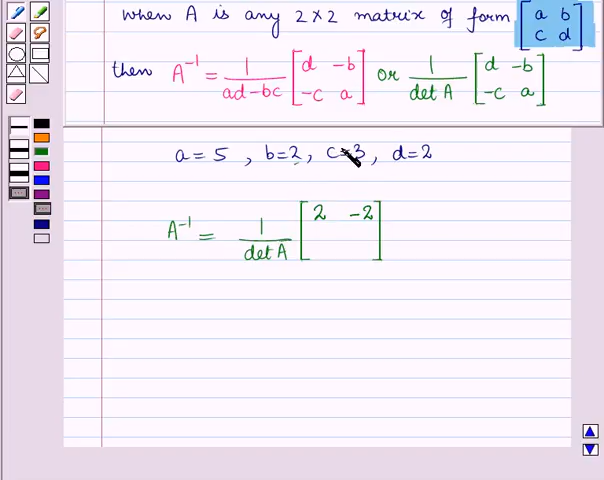 when A is any 2×2 matrix of form [a b
c d]
then A⁻¹ = 1/(ad-bc) [d -b
-c a] or 1/(det A) [d -b
-c a]
a = 5 , b=2 , c=3 , d=2
A⁻¹ = 1/(det A) [2 -2]